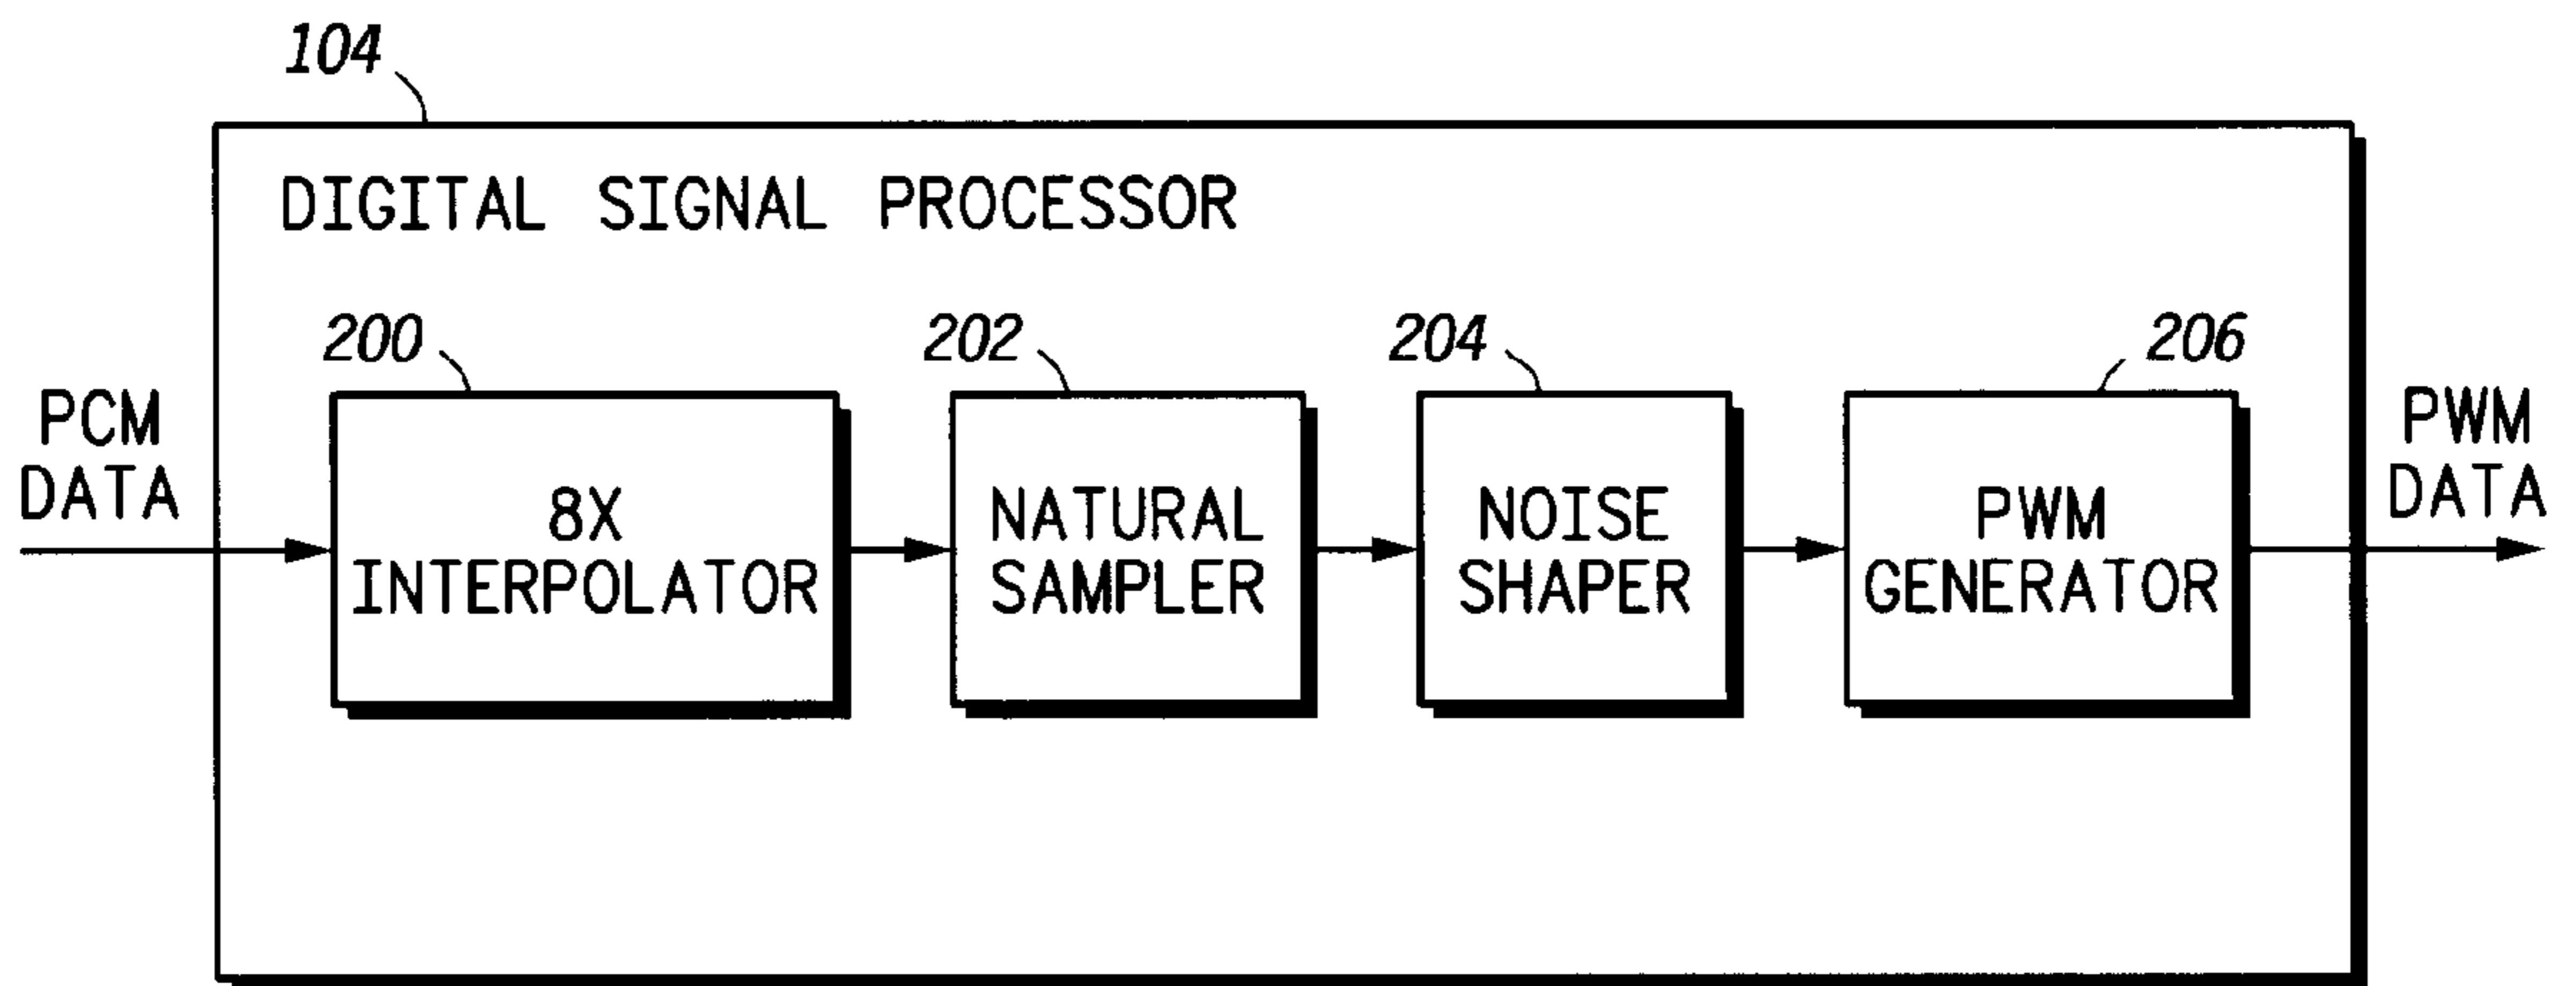 104
DIGITAL SIGNAL PROCESSOR
200
202
204
206
PCM
DATA
8X
INTERPOLATOR
NATURAL
SAMPLER
NOISE
SHAPER
PWM
GENERATOR
PWM
DATA